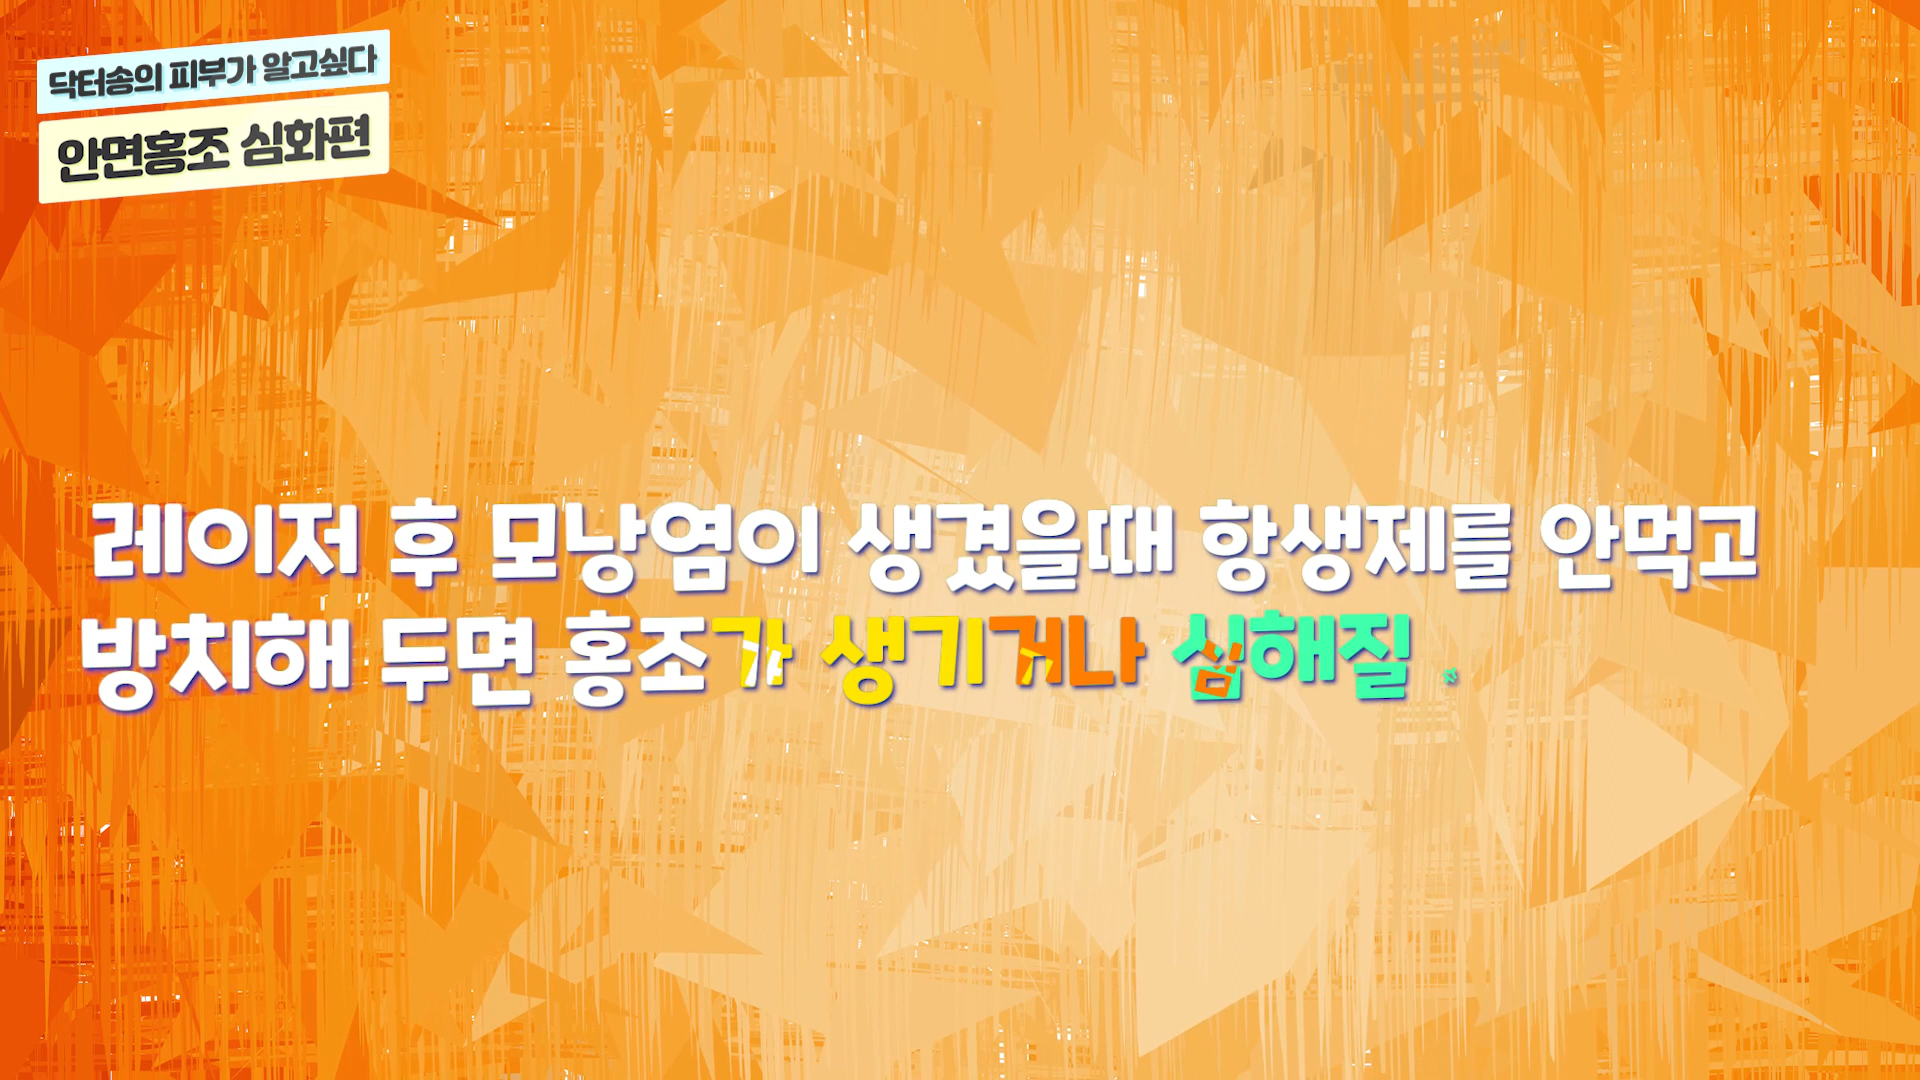 닥터송의 피부가 알고싶다
안면홍조 심화편
레이저 후 모낭염이 생겼을때 항생제를 안먹고
방치해 두면 홍조가 생기거나 심해질